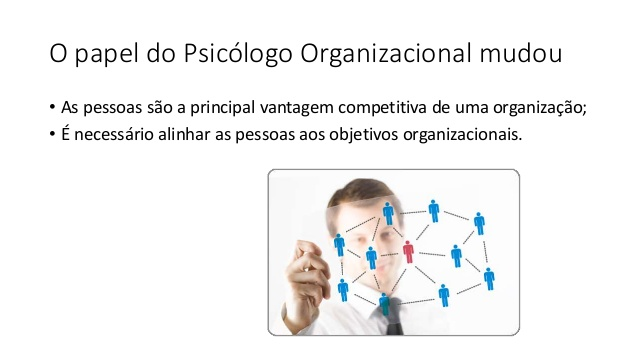 O papel do Psicólogo Organizacional mudou
• As pessoas são a principal vantagem competitiva de uma organização;
• É necessário alinhar as pessoas aos objetivos organizacionais.